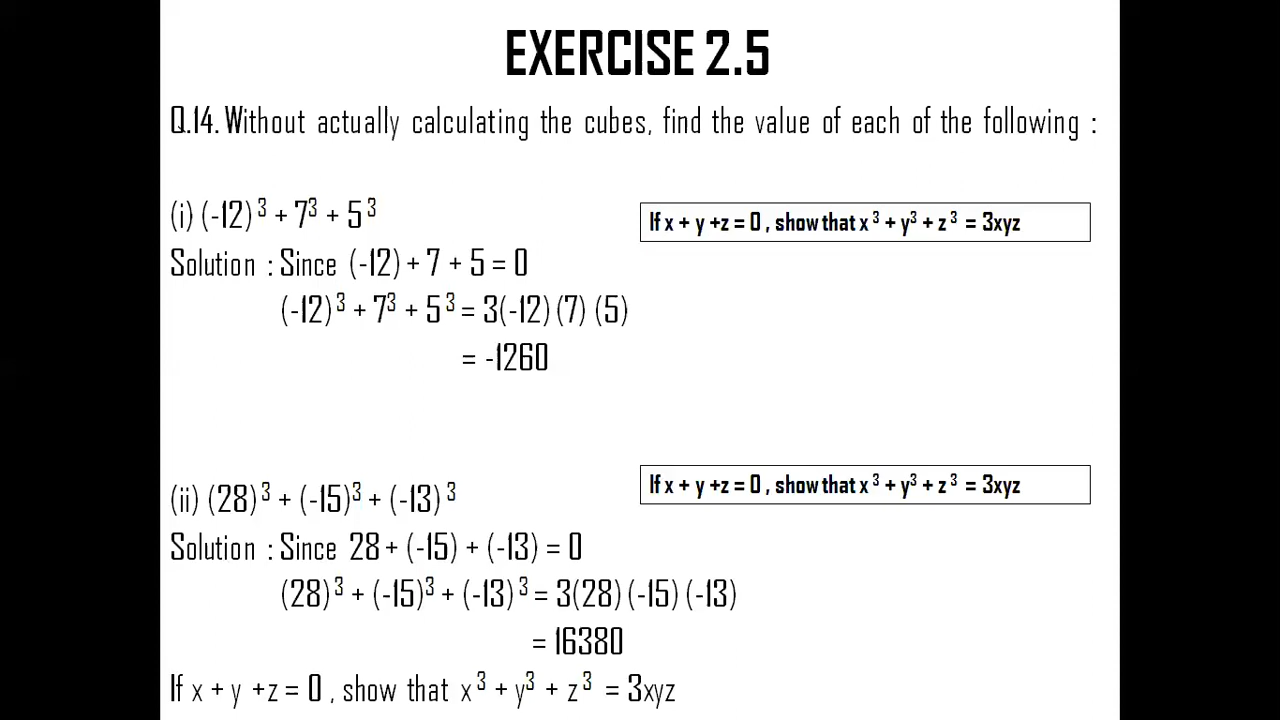 EXERCISE 2.5
Q.14. Without actually calculating the cubes, find the value of each of the following :
(i) (-12)³ + 7³ + 5³
If x + y +z = 0 , show that x³ + y³ + z³ = 3xyz
Solution : Since (-12) + 7 + 5 = 0
(-12)³ + 7³ + 5³ = 3(-12) (7) (5)
= -1260
(ii) (28)³ + (-15)³ + (-13)³
If x + y +z = 0 , show that x³ + y³ + z³ = 3xyz
Solution : Since 28 + (-15) + (-13) = 0
(28)³ + (-15)³ + (-13)³ = 3(28) (-15) (-13)
= 16380
If x + y +z = 0 , show that x³ + y³ + z³ = 3xyz